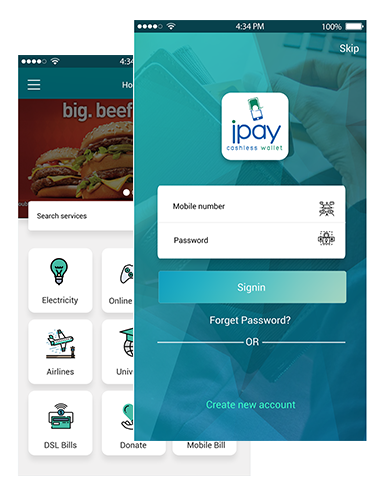 4:34 PM
100%
Skip
ipay
cashless wallet
Mobile number
Password
Signin
Forget Password?
OR
Create new account
4:34
Ho
big. beef
Search services
Electricity
Online
Airlines
Univ
DSL Bills
Donate
Mobile Bill